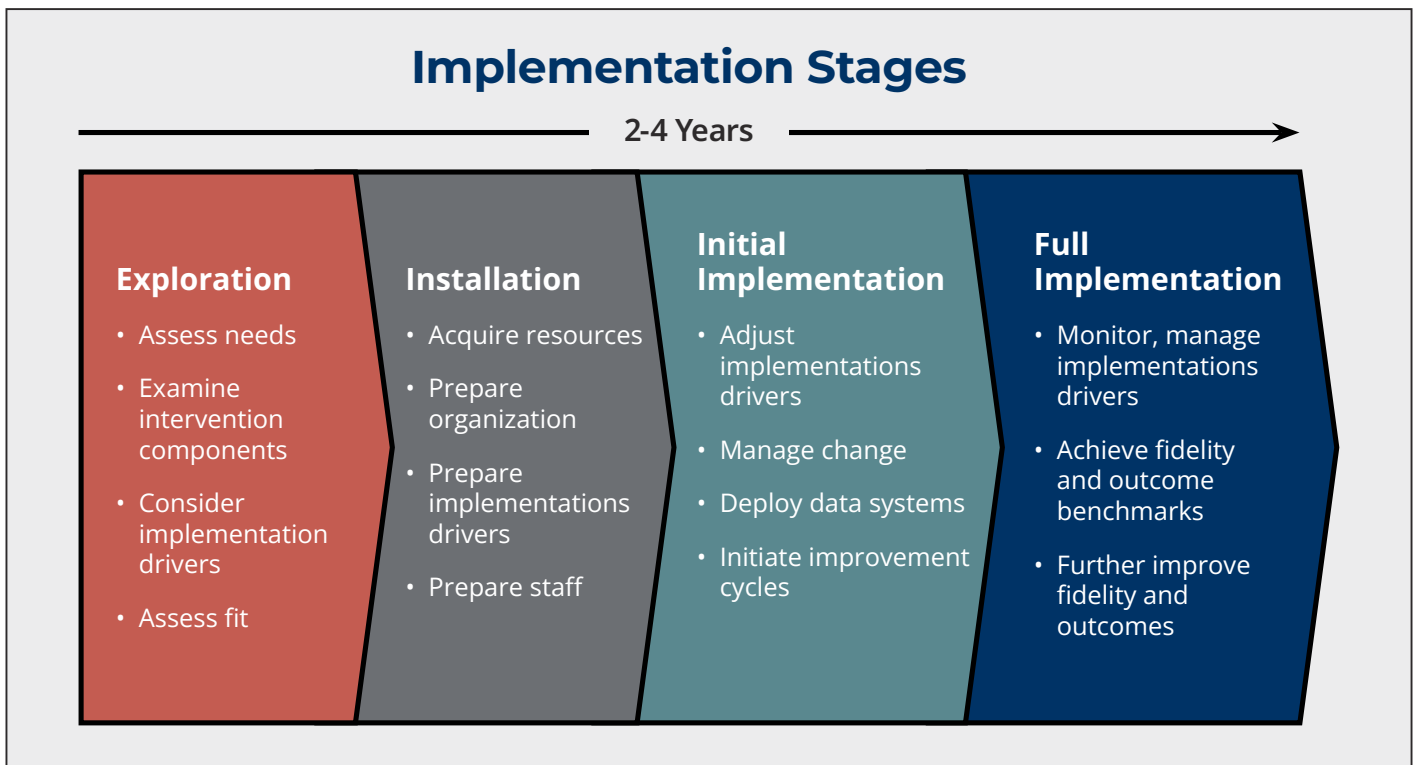 Implementation Stages
2-4 Years
Exploration
• Assess needs
• Examine
intervention
components
• Consider
implementation
drivers
• Assess fit
Installation
• Acquire resources
• Prepare
organization
• Prepare
implementations
drivers
• Prepare staff
Initial
Implementation
• Adjust
implementations
drivers
• Manage change
• Deploy data systems
• Initiate improvement
cycles
Full
Implementation
• Monitor, manage
implementations
drivers
• Achieve fidelity
and outcome
benchmarks
• Further improve
fidelity and
outcomes